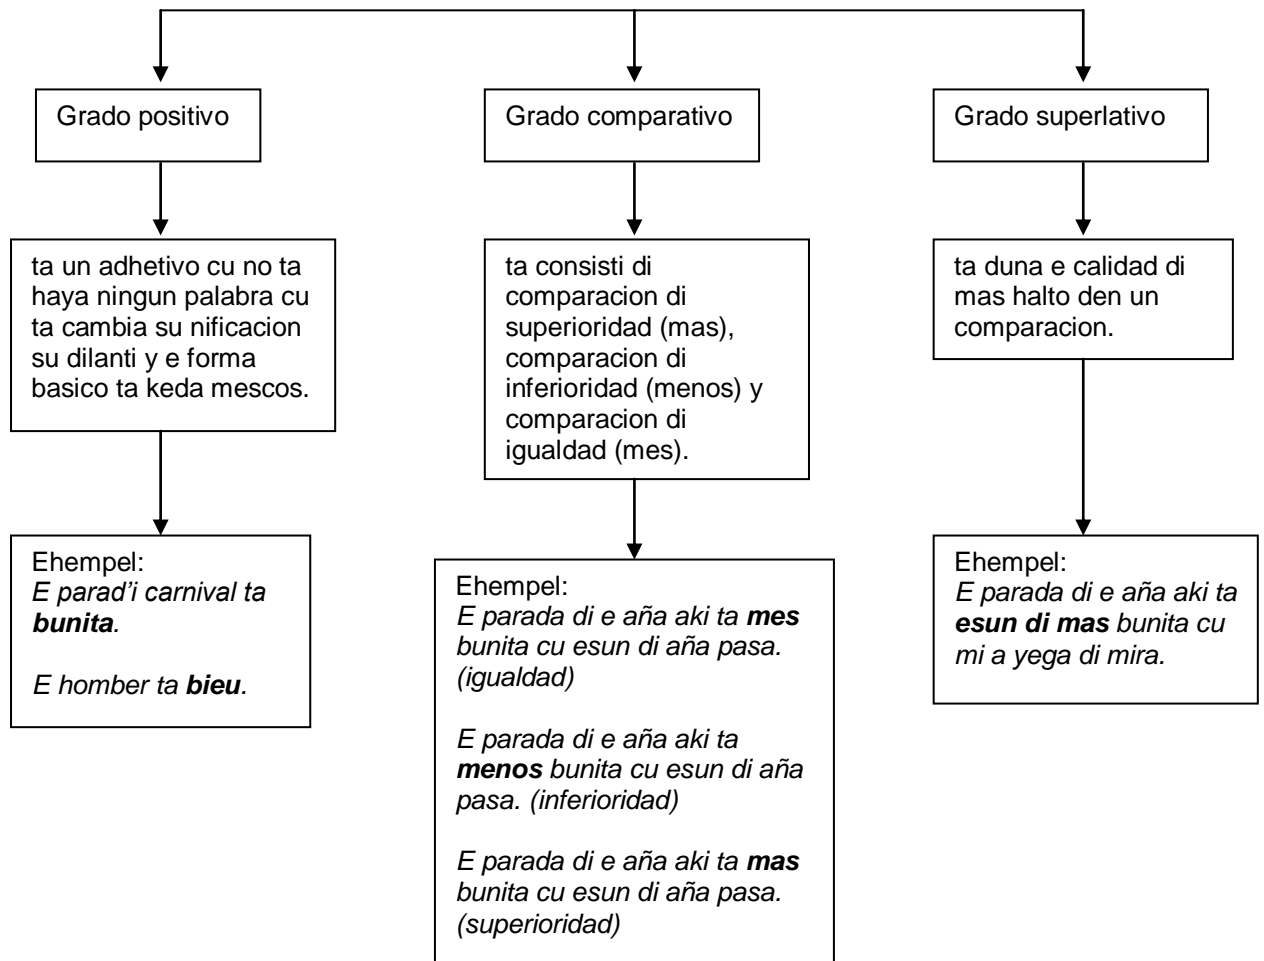 Grado positivo
Grado comparativo
Grado superlativo
ta un adhetivo cu no ta
haya ningun palabra cu
ta cambia su nificacion
su dilanti y e forma
basico ta keda mescos.
ta consisti di
comparacion di
superioridad (mas),
comparacion di
inferioridad (menos) y
comparacion di
igualdad (mes).
ta duna e calidad di
mas halto den un
comparacion.
Ehempel:
E parad'i carnival ta
bunita.
E homber ta bieu.
Ehempel:
E parada di e aña aki ta mes
bunita cu esun di aña pasa.
(igualdad)
E parada di e aña aki ta
menos bunita cu esun di aña
pasa. (inferioridad)
E parada di e aña aki ta mas
bunita cu esun di aña pasa.
(superioridad)
Ehempel:
E parada di e aña aki ta
esun di mas bunita cu
mi a yega di mira.